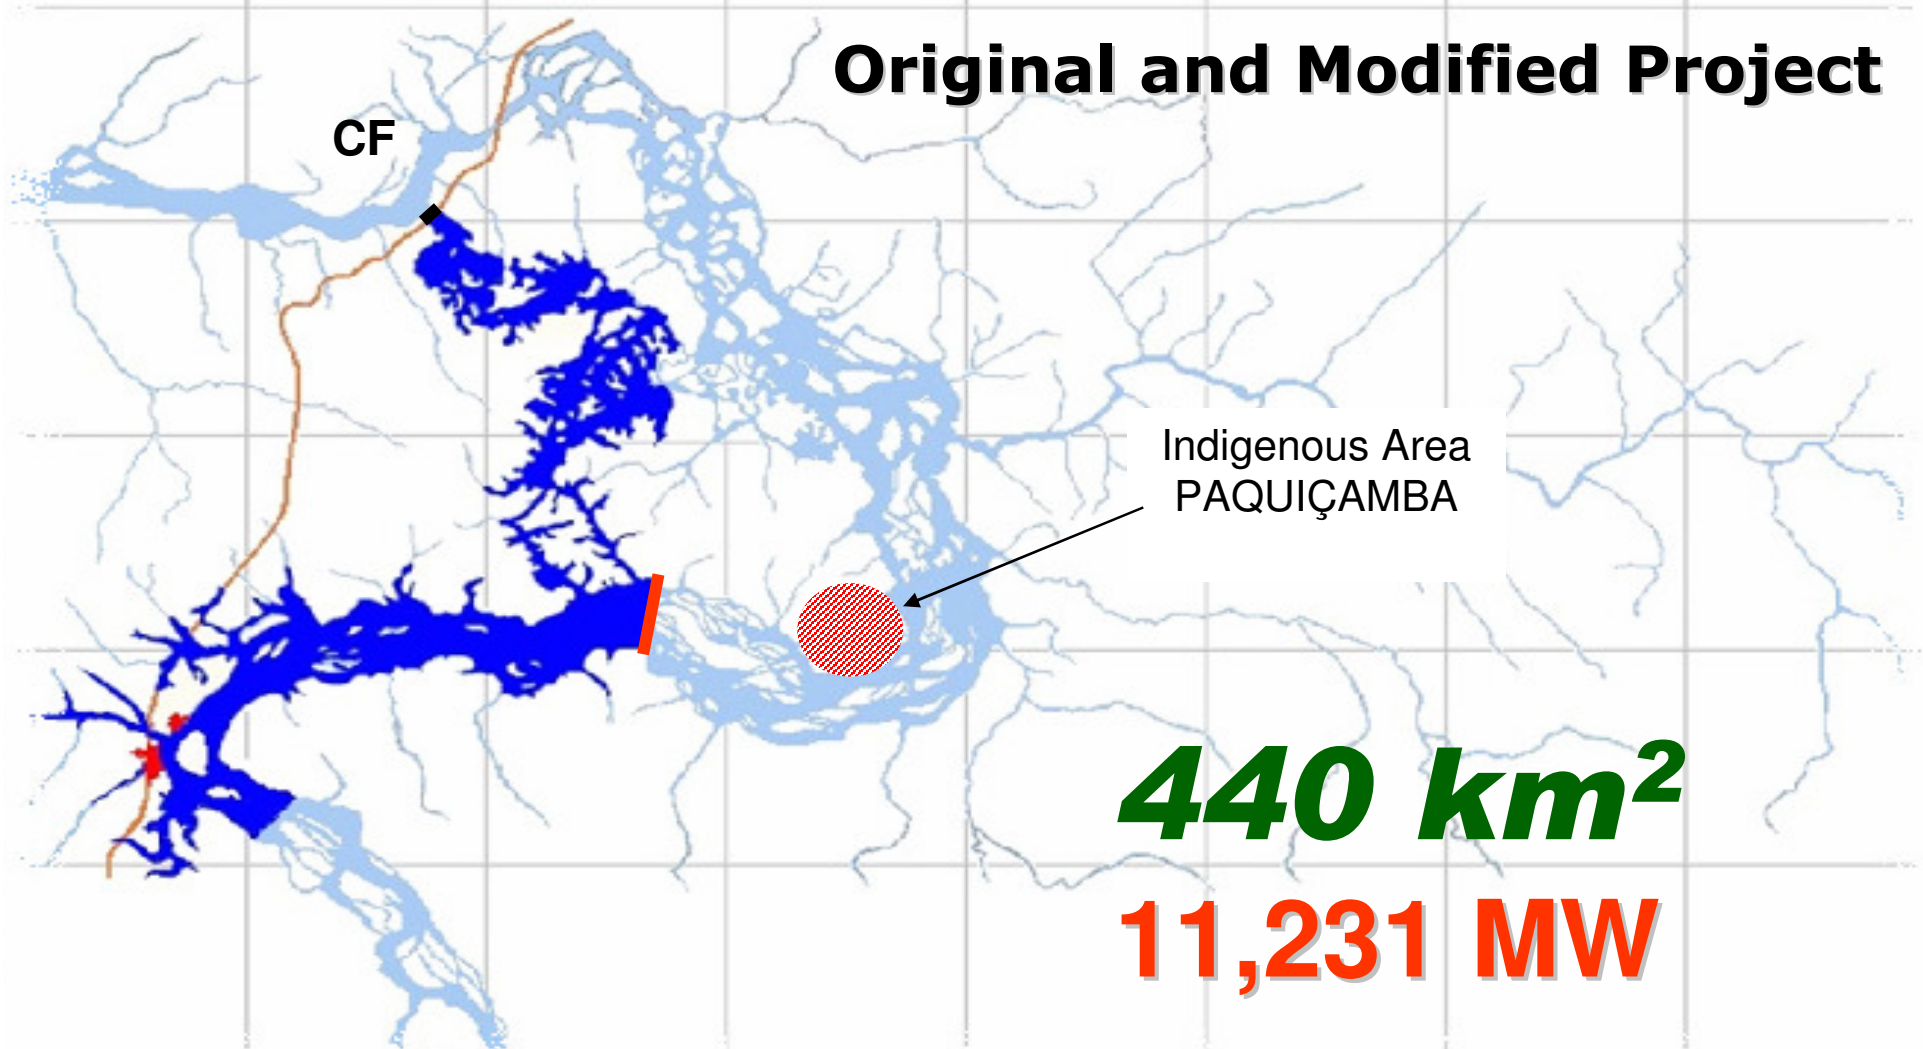 Original and Modified Project
CF
Indigenous Area
PAQUIÇAMBA
440 km²
11,231 MW